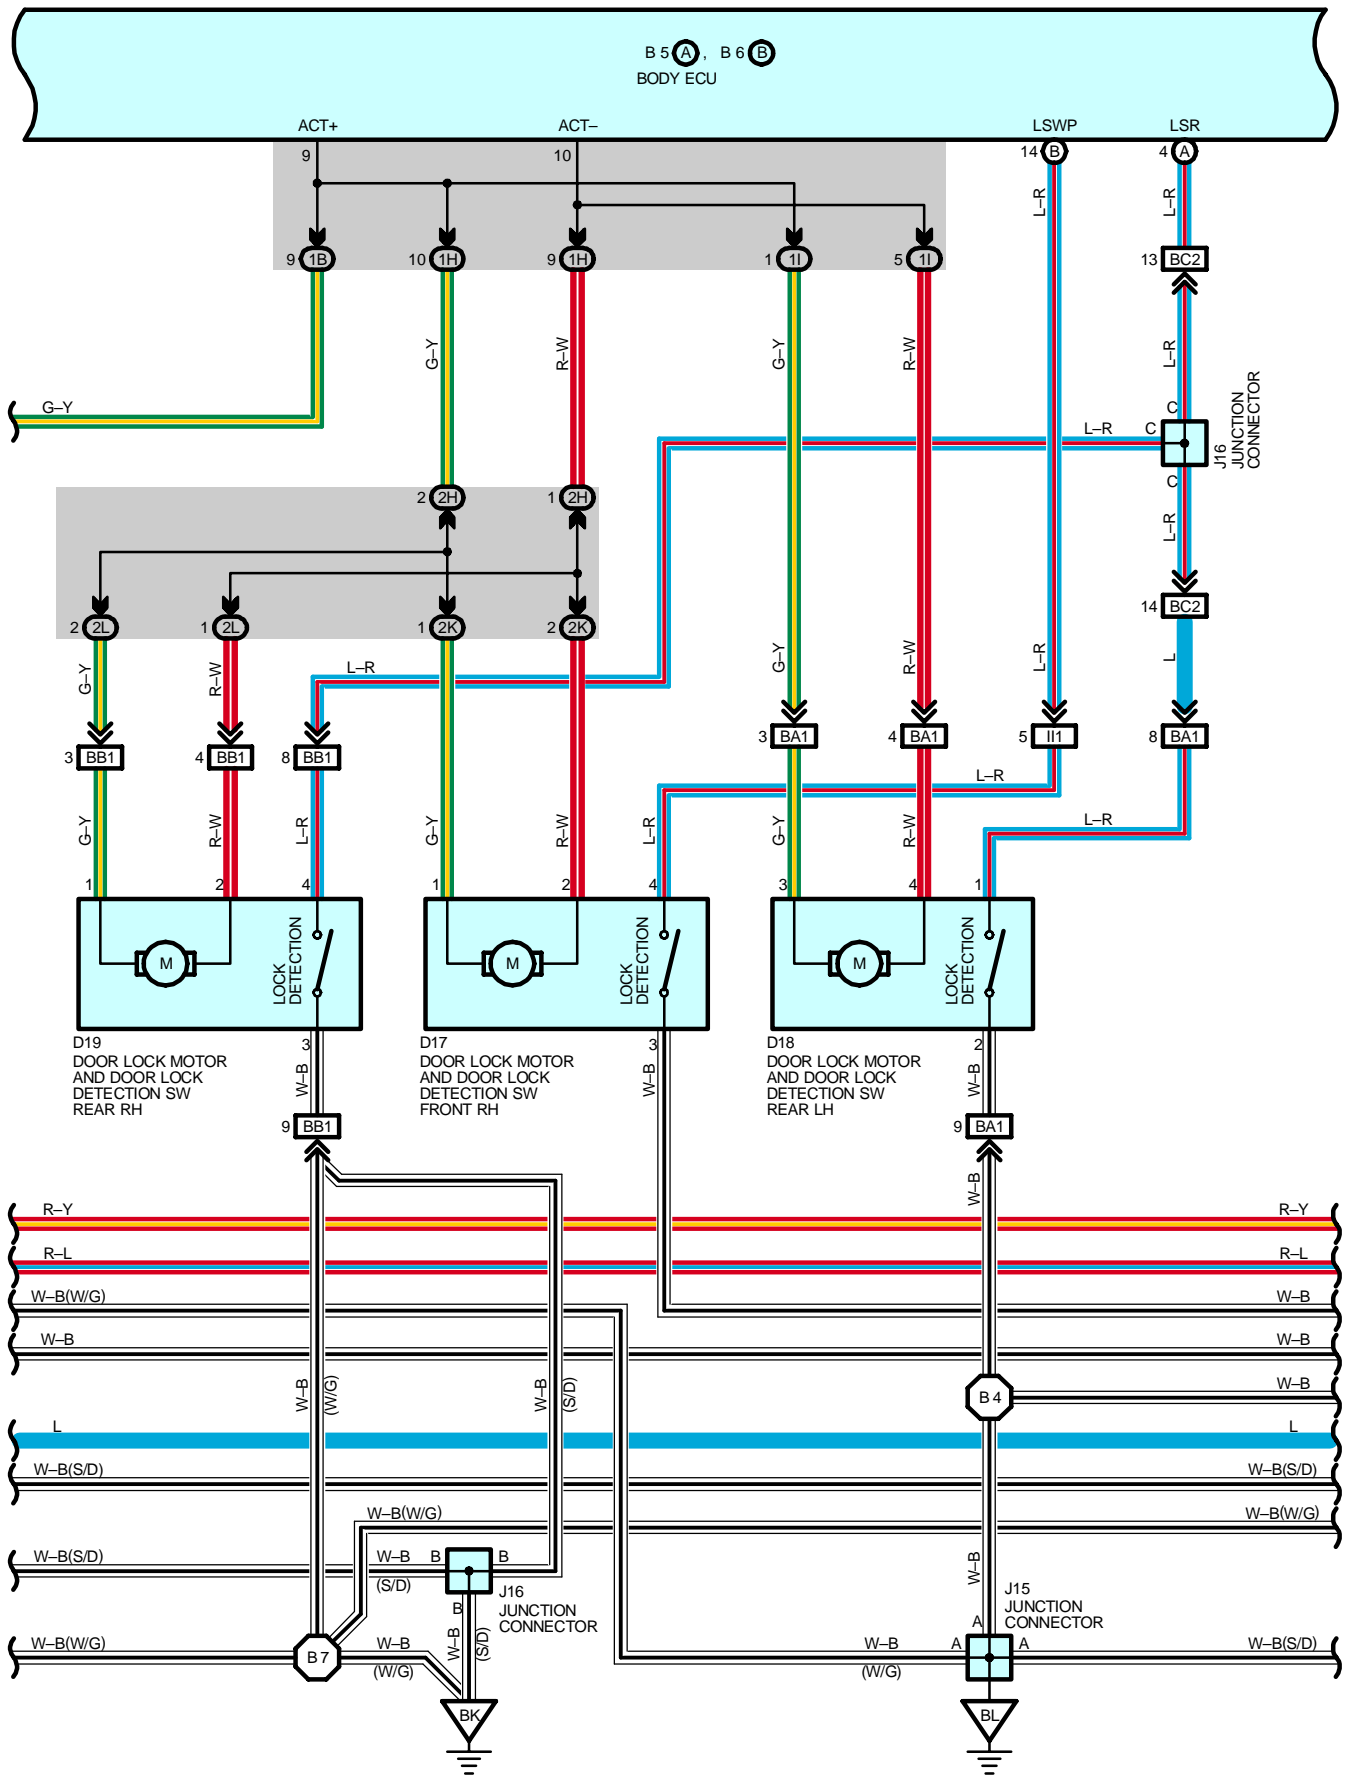 B 5 A , B 6 B
BODY ECU
ACT+ ACT– LSWP LSR
9 10 14 B 4 A
L–R L–R
9 1B 10 1H 9 1H 1 1I 5 1I 13 BC2
G–Y R–W G–Y R–W L–R
G–Y
C
L–R C
J16
JUNCTION
CONNECTOR
C
2 2H 1 2H
L–R
14 BC2
2 2L 1 2L 1 2K 2 2K
G–Y R–W L–R G–Y R–W L–R L
3 BB1 4 BB1 8 BB1 3 BA1 4 BA1 5 II1 8 BA1
L–R
G–Y R–W L–R G–Y R–W L–R G–Y R–W L–R
1 2 4 1 2 4 3 4 1
M LOCK
DETECTION
M LOCK
DETECTION
M LOCK
DETECTION
D19
DOOR LOCK MOTOR
AND DOOR LOCK
DETECTION SW
REAR RH
3
W–B
D17
DOOR LOCK MOTOR
AND DOOR LOCK
DETECTION SW
FRONT RH
3
W–B
D18
DOOR LOCK MOTOR
AND DOOR LOCK
DETECTION SW
REAR LH
2
W–B
9 BB1 9 BA1
W–B
R–Y R–Y
R–L R–L
W–B(W/G) W–B
W–B W–B
W–B
(W/G)
W–B
(S/D)
B 4 W–B
L L
W–B(S/D) W–B(S/D)
W–B(W/G) W–B(W/G)
W–B(S/D) W–B
(S/D)
B B
W–B
J16
JUNCTION
CONNECTOR
B
W–B
(S/D)
J15
JUNCTION
CONNECTOR
A
W–B(W/G) B 7 W–B
(W/G)
W–B
(W/G)
A A W–B(S/D)
BK BL